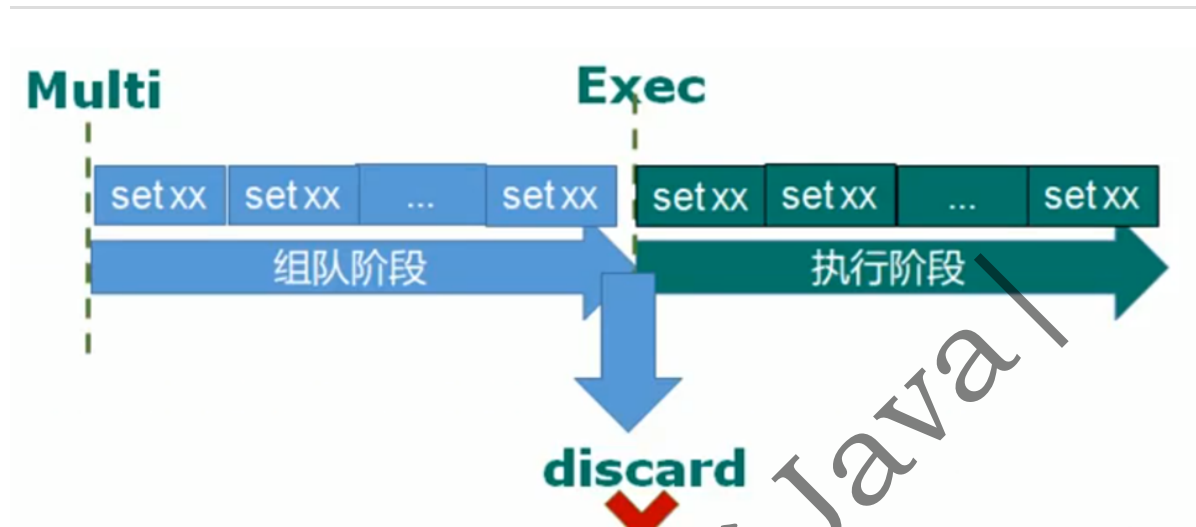 Multi
Exec
set xx
set xx
...
set xx
set xx
set xx
...
set xx
组队阶段
执行阶段
discard
Java |